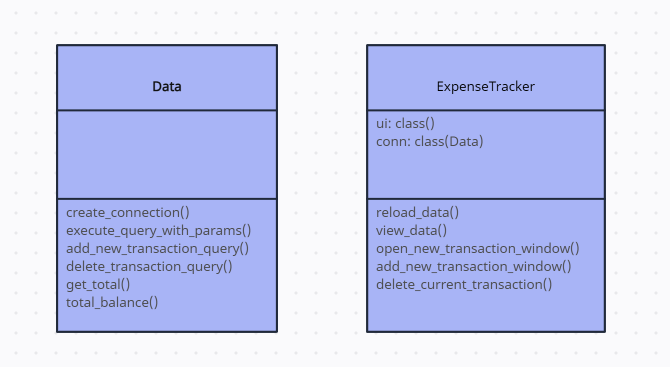 Data
create_connection()
execute_query_with_params()
add_new_transaction_query()
delete_transaction_query()
get_total()
total_balance()
ExpenseTracker
ui: class()
conn: class(Data)
reload_data()
view_data()
open_new_transaction_window()
add_new_transaction_window()
delete_current_transaction()